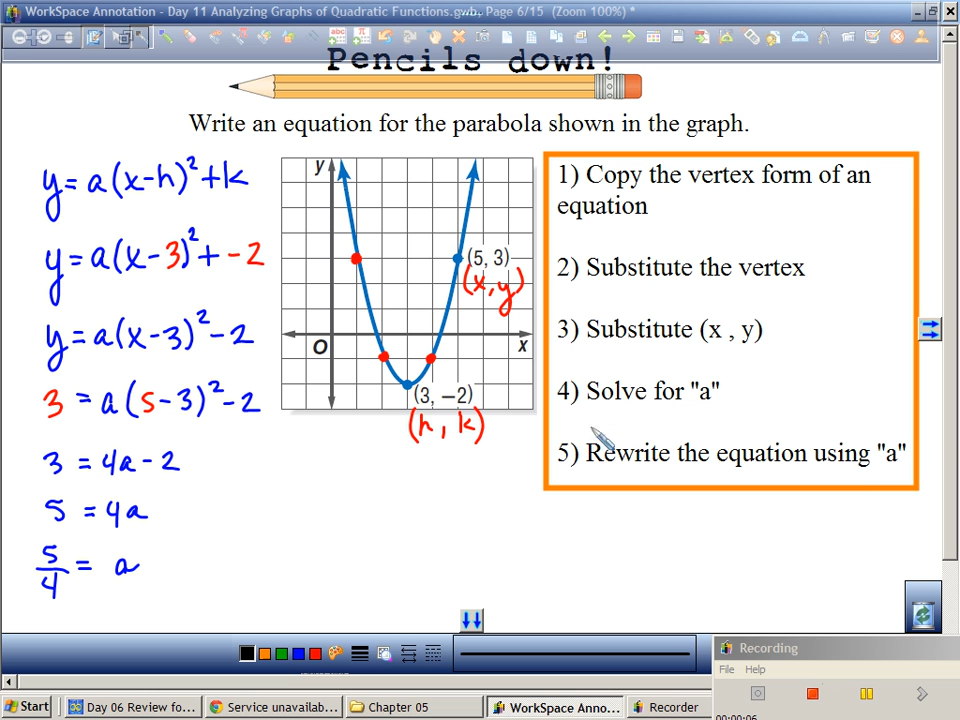 WorkSpace Annotation - Day 11 Analyzing Graphs of Quadratic Functions.gwb, Page 6/15 (Zoom 100%) *
Pencils down!
Write an equation for the parabola shown in the graph.
y = a(x-h)² + k
y = a(x-3)² + -2
y = a(x-3)² - 2
3 = a(5-3)² - 2
3 = 4a - 2
5 = 4a
5/4 = a
y
(5, 3)
(x, y)
O
x
(3, −2)
(h, k)
1) Copy the vertex form of an
equation
2) Substitute the vertex
3) Substitute (x , y)
4) Solve for "a"
5) Rewrite the equation using "a"
Recording
File Help
00:00:06
Start
Day 06 Review fo...
Service unavailab...
Chapter 05
WorkSpace Anno...
Recorder